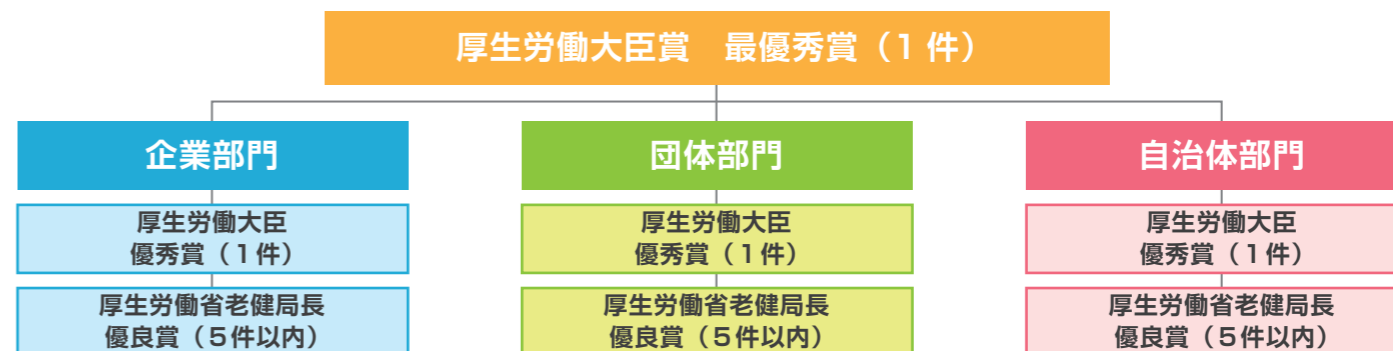 厚生労働大臣賞　最優秀賞（1 件）
企業部門
団体部門
自治体部門
厚生労働大臣
優秀賞（1件）
厚生労働大臣
優秀賞（1件）
厚生労働大臣
優秀賞（1件）
厚生労働省老健局長
優良賞（5件以内）
厚生労働省老健局長
優良賞（5件以内）
厚生労働省老健局長
優良賞（5件以内）